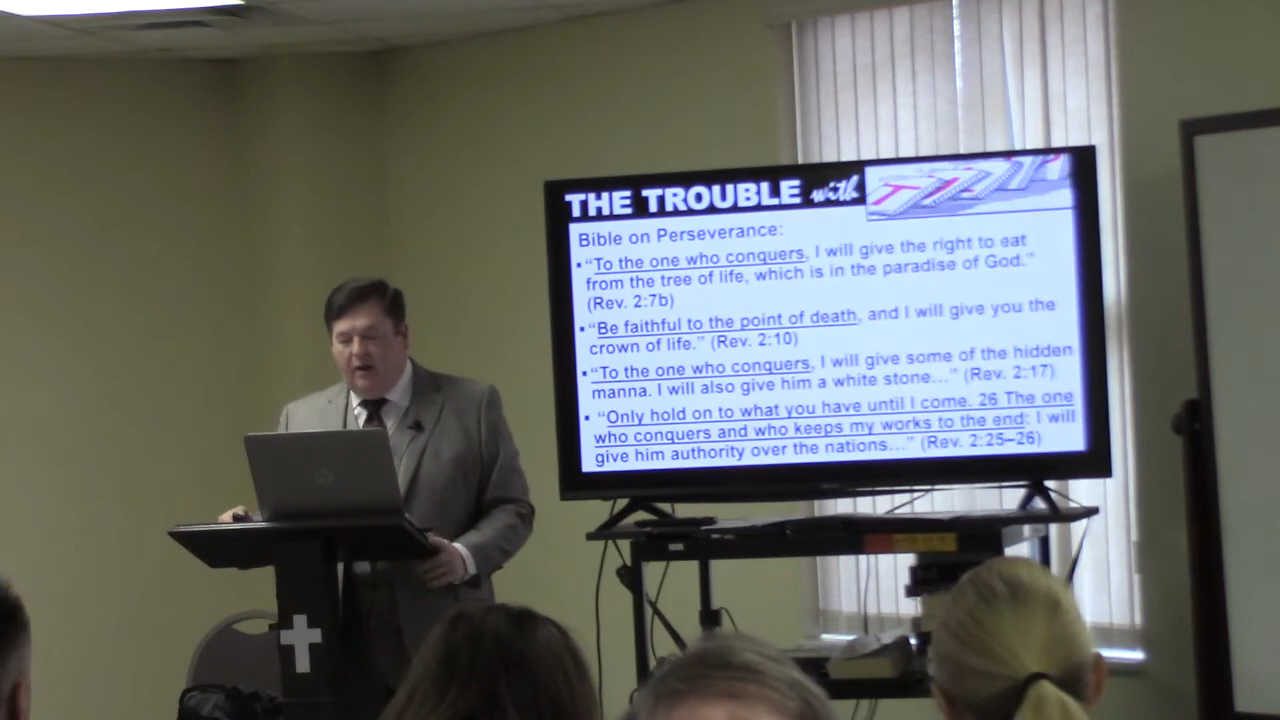 THE TROUBLE with TULIP
Bible on Perseverance:
▪“To the one who conquers, I will give the right to eat
from the tree of life, which is in the paradise of God.”
(Rev. 2:7b)
▪“Be faithful to the point of death, and I will give you the
crown of life.” (Rev. 2:10)
▪“To the one who conquers, I will give some of the hidden
manna. I will also give him a white stone…” (Rev. 2:17)
▪ “Only hold on to what you have until I come. 26 The one
who conquers and who keeps my works to the end: I will
give him authority over the nations…” (Rev. 2:25–26)